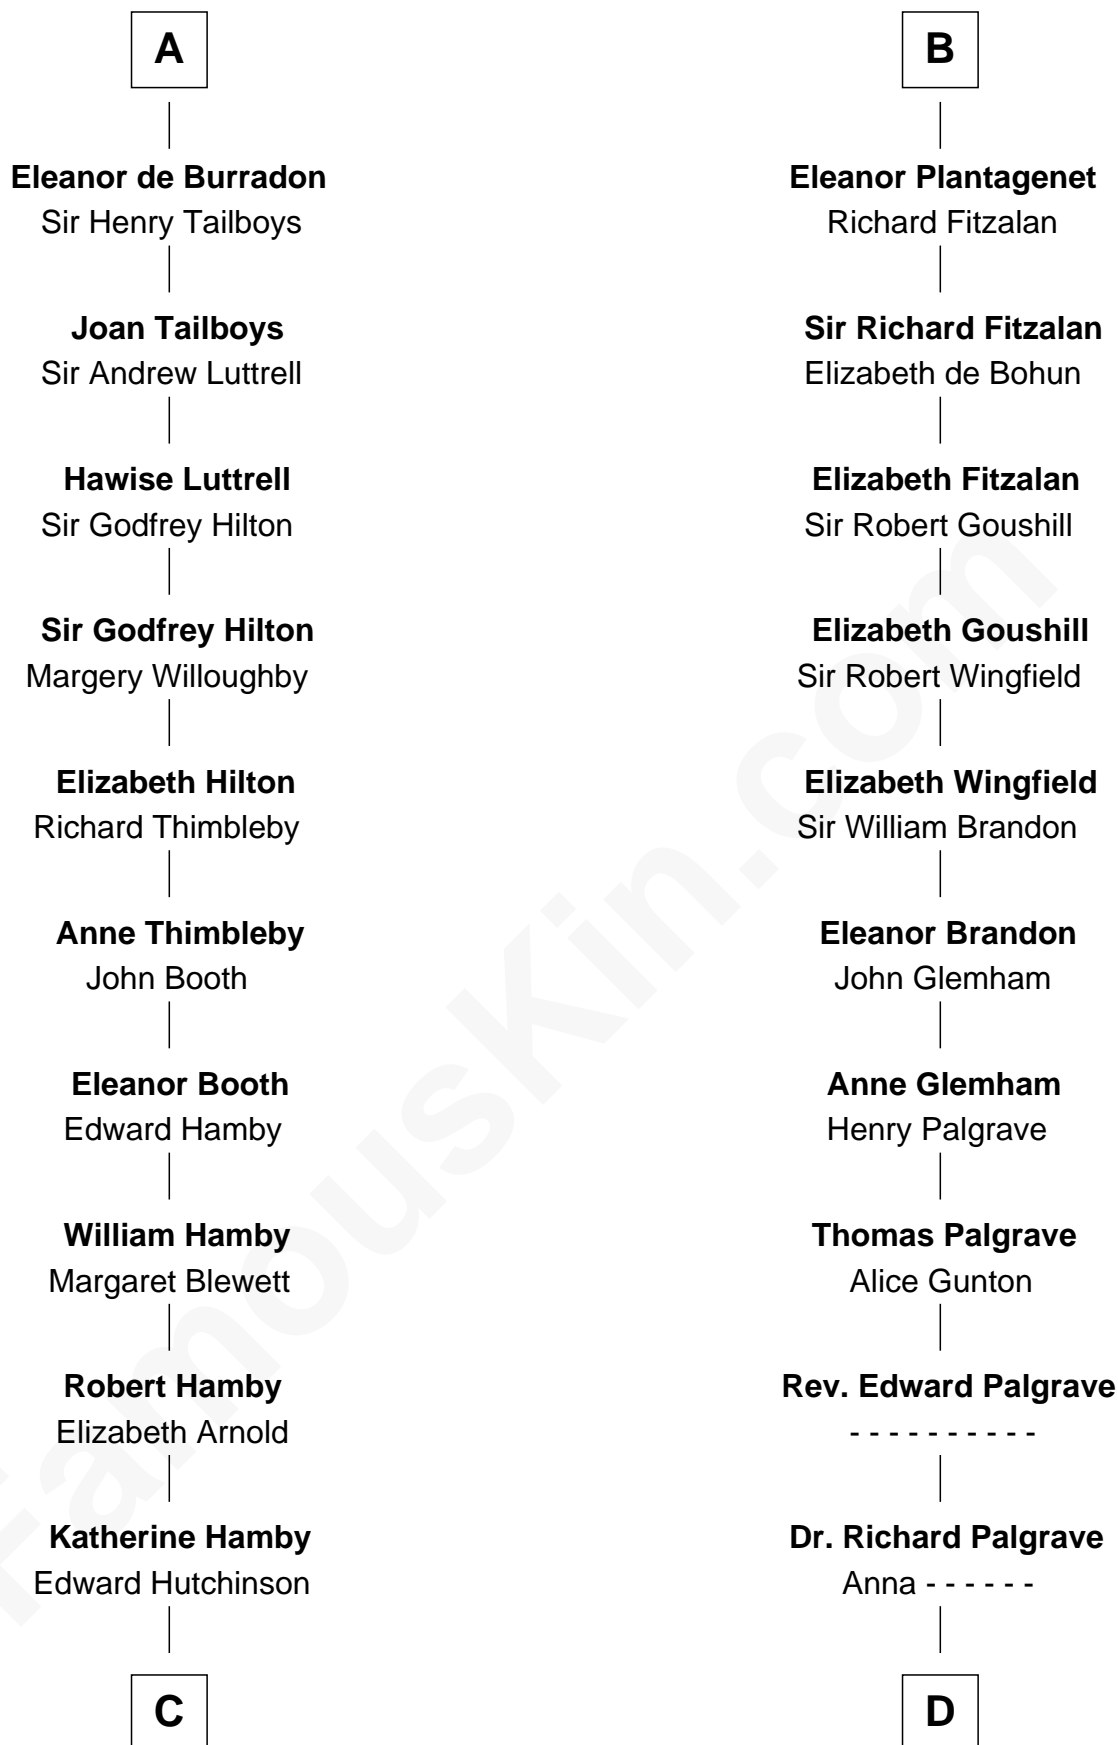 A
Eleanor de Burradon
Sir Henry Tailboys
Joan Tailboys
Sir Andrew Luttrell
Hawise Luttrell
Sir Godfrey Hilton
Sir Godfrey Hilton
Margery Willoughby
Elizabeth Hilton
Richard Thimbleby
Anne Thimbleby
John Booth
Eleanor Booth
Edward Hamby
William Hamby
Margaret Blewett
Robert Hamby
Elizabeth Arnold
Katherine Hamby
Edward Hutchinson
C
B
Eleanor Plantagenet
Richard Fitzalan
Sir Richard Fitzalan
Elizabeth de Bohun
Elizabeth Fitzalan
Sir Robert Goushill
Elizabeth Goushill
Sir Robert Wingfield
Elizabeth Wingfield
Sir William Brandon
Eleanor Brandon
John Glemham
Anne Glemham
Henry Palgrave
Thomas Palgrave
Alice Gunton
Rev. Edward Palgrave
- - - - - - - - - -
Dr. Richard Palgrave
Anna - - - - - -
D
FamousKin.com